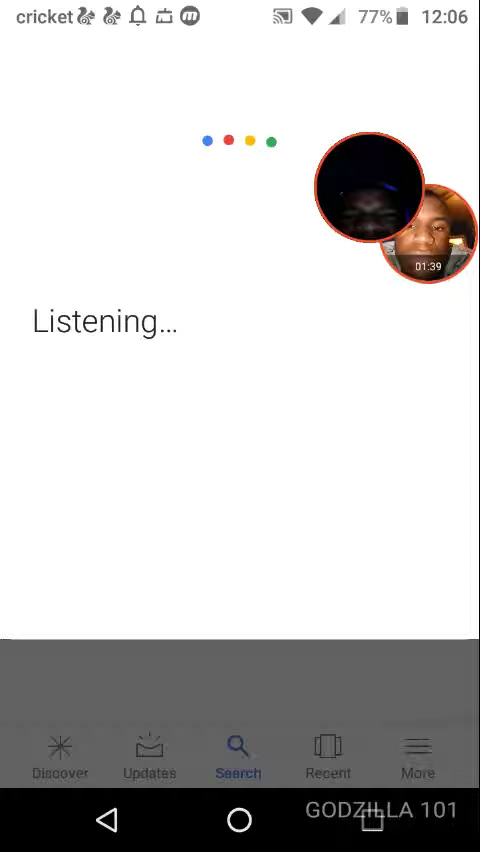 cricket 77% 12:06
01:39
Listening...
Discover Updates Search Recent More
GODZILLA 101